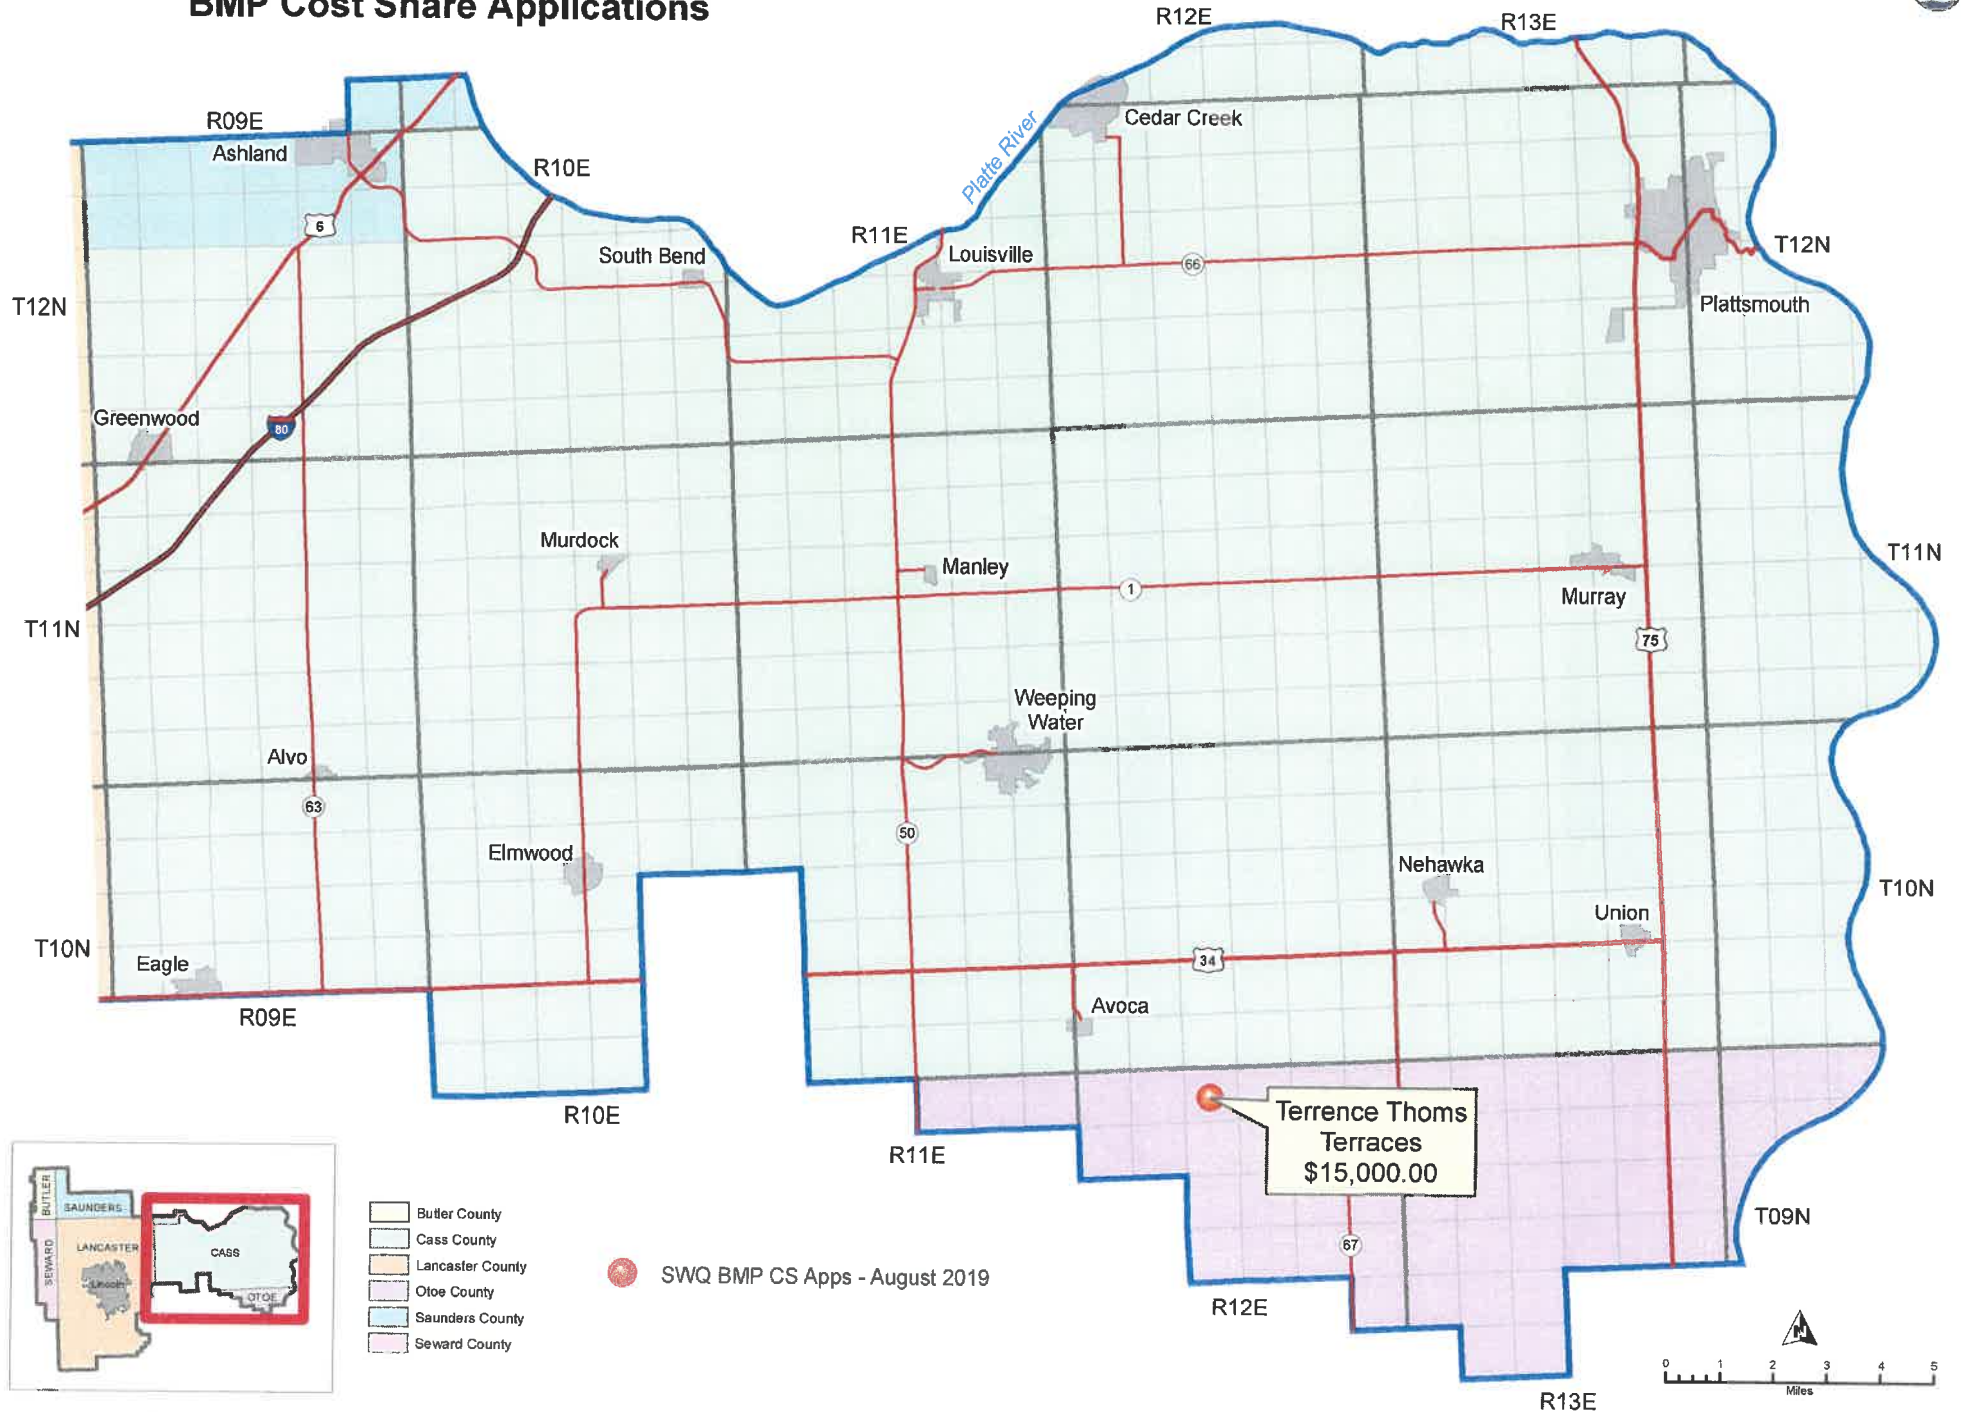 BMP Cost Share Applications
R12E
R13E
R09E
Ashland
Cedar Creek
Platte River
R10E
6
R11E
South Bend
Louisville
66
T12N
T12N
Plattsmouth
Greenwood
80
Murdock
Manley
T11N
1
Murray
T11N
75
Weeping
Water
Alvo
63
50
Elmwood
Nehawka
T10N
Union
T10N
Eagle
34
R09E
Avoca
R10E
Terrence Thoms
Terraces
$15,000.00
R11E
T09N
67
R12E
R13E
BUTLER
SAUNDERS
SEWARD
LANCASTER
Lincoln
CASS
OTOE
Butler County
Cass County
Lancaster County
Otoe County
Saunders County
Seward County
SWQ BMP CS Apps - August 2019
N
0 1 2 3 4 5
Miles